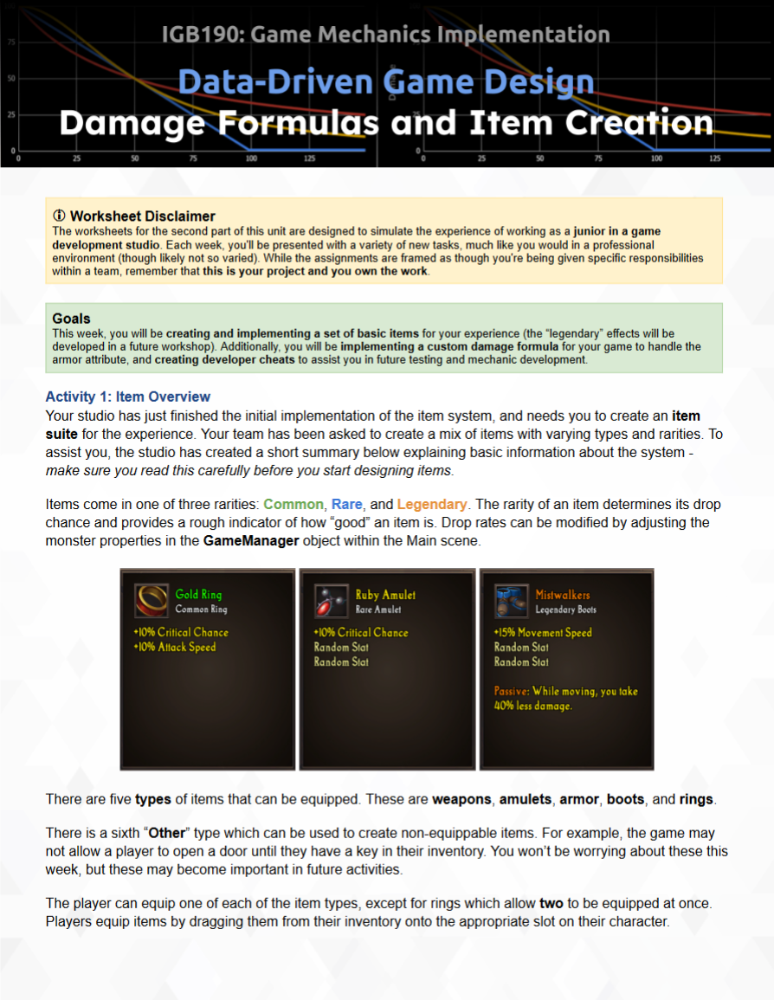 IGB190: Game Mechanics Implementation
Data-Driven Game Design
Damage Formulas and Item Creation
75
50
25
0
0 25 50 75 100 125
0
0 25 50 75 100 125
🛈 Worksheet Disclaimer
The worksheets for the second part of this unit are designed to simulate the experience of working as a junior in a game
development studio. Each week, you'll be presented with a variety of new tasks, much like you would in a professional
environment (though likely not so varied). While the assignments are framed as though you're being given specific responsibilities
within a team, remember that this is your project and you own the work.
Goals
This week, you will be creating and implementing a set of basic items for your experience (the “legendary” effects will be
developed in a future workshop). Additionally, you will be implementing a custom damage formula for your game to handle the
armor attribute, and creating developer cheats to assist you in future testing and mechanic development.
Activity 1: Item Overview
Your studio has just finished the initial implementation of the item system, and needs you to create an item
suite for the experience. Your team has been asked to create a mix of items with varying types and rarities. To
assist you, the studio has created a short summary below explaining basic information about the system -
make sure you read this carefully before you start designing items.
Items come in one of three rarities: Common, Rare, and Legendary. The rarity of an item determines its drop
chance and provides a rough indicator of how “good” an item is. Drop rates can be modified by adjusting the
monster properties in the GameManager object within the Main scene.
Gold Ring
Common Ring
+10% Critical Chance
+10% Attack Speed
Ruby Amulet
Rare Amulet
+10% Critical Chance
Random Stat
Random Stat
Mistwalkers
Legendary Boots
+15% Movement Speed
Random Stat
Random Stat
Passive: While moving, you take
40% less damage.
There are five types of items that can be equipped. These are weapons, amulets, armor, boots, and rings.
There is a sixth “Other” type which can be used to create non-equippable items. For example, the game may
not allow a player to open a door until they have a key in their inventory. You won't be worrying about these this
week, but these may become important in future activities.
The player can equip one of each of the item types, except for rings which allow two to be equipped at once.
Players equip items by dragging them from their inventory onto the appropriate slot on their character.